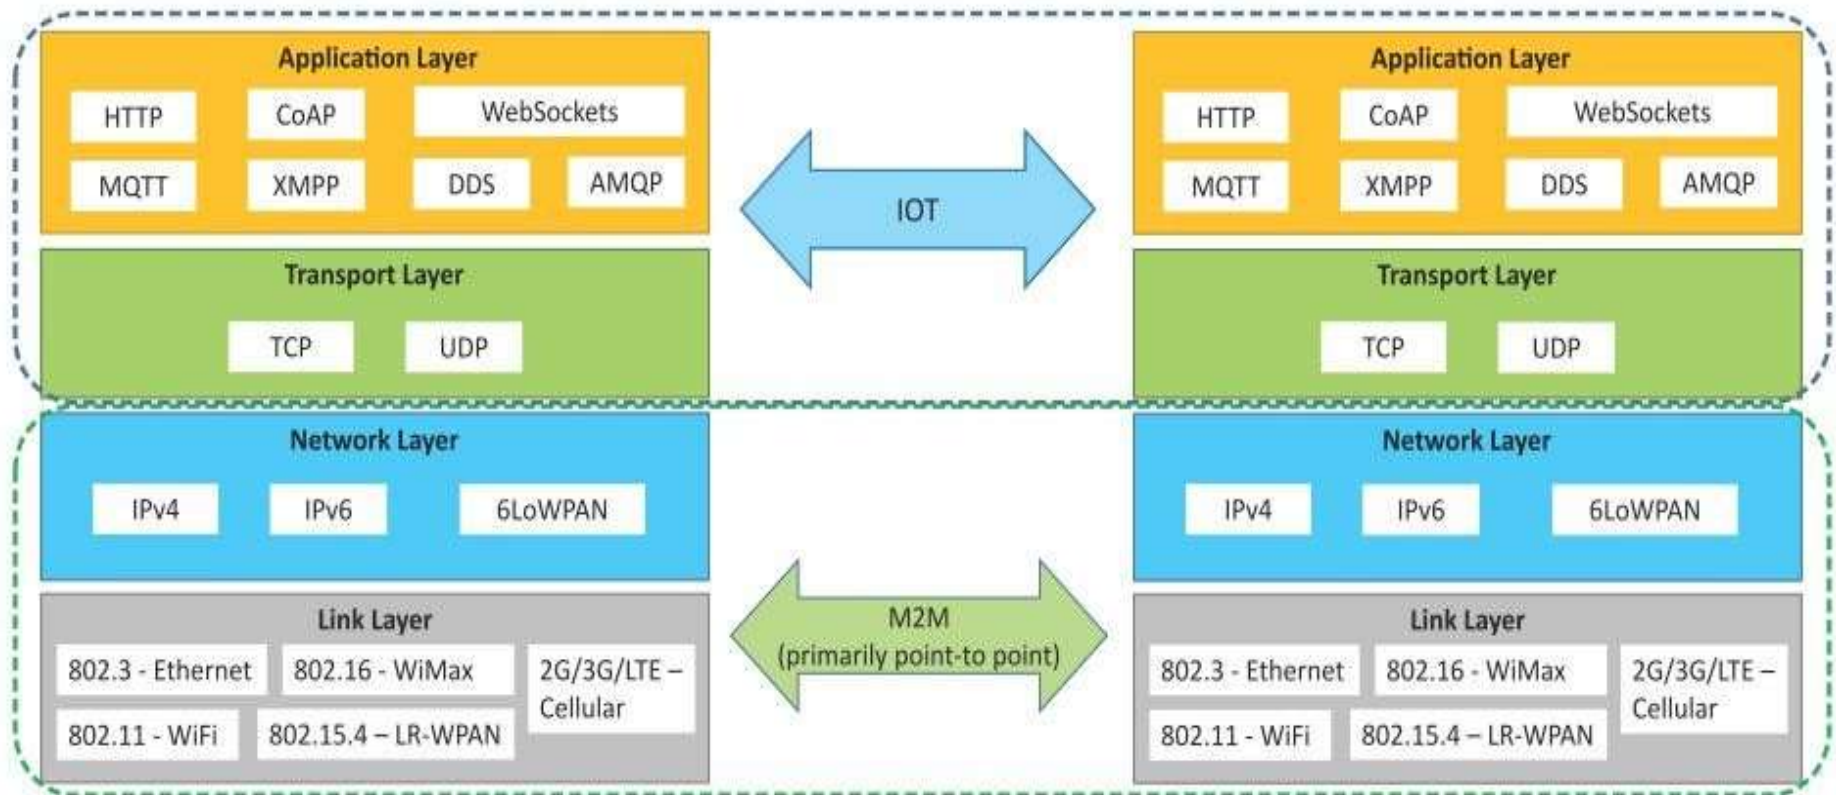 Application Layer
HTTP
CoAP
WebSockets
MQTT
XMPP
DDS
AMQP
Transport Layer
TCP
UDP
Network Layer
IPv4
IPv6
6LoWPAN
Link Layer
802.3 - Ethernet
802.16 - WiMax
2G/3G/LTE –
Cellular
802.11 - WiFi
802.15.4 – LR-WPAN
IOT
M2M
(primarily point-to point)
Application Layer
HTTP
CoAP
WebSockets
MQTT
XMPP
DDS
AMQP
Transport Layer
TCP
UDP
Network Layer
IPv4
IPv6
6LoWPAN
Link Layer
802.3 - Ethernet
802.16 - WiMax
2G/3G/LTE –
Cellular
802.11 - WiFi
802.15.4 – LR-WPAN